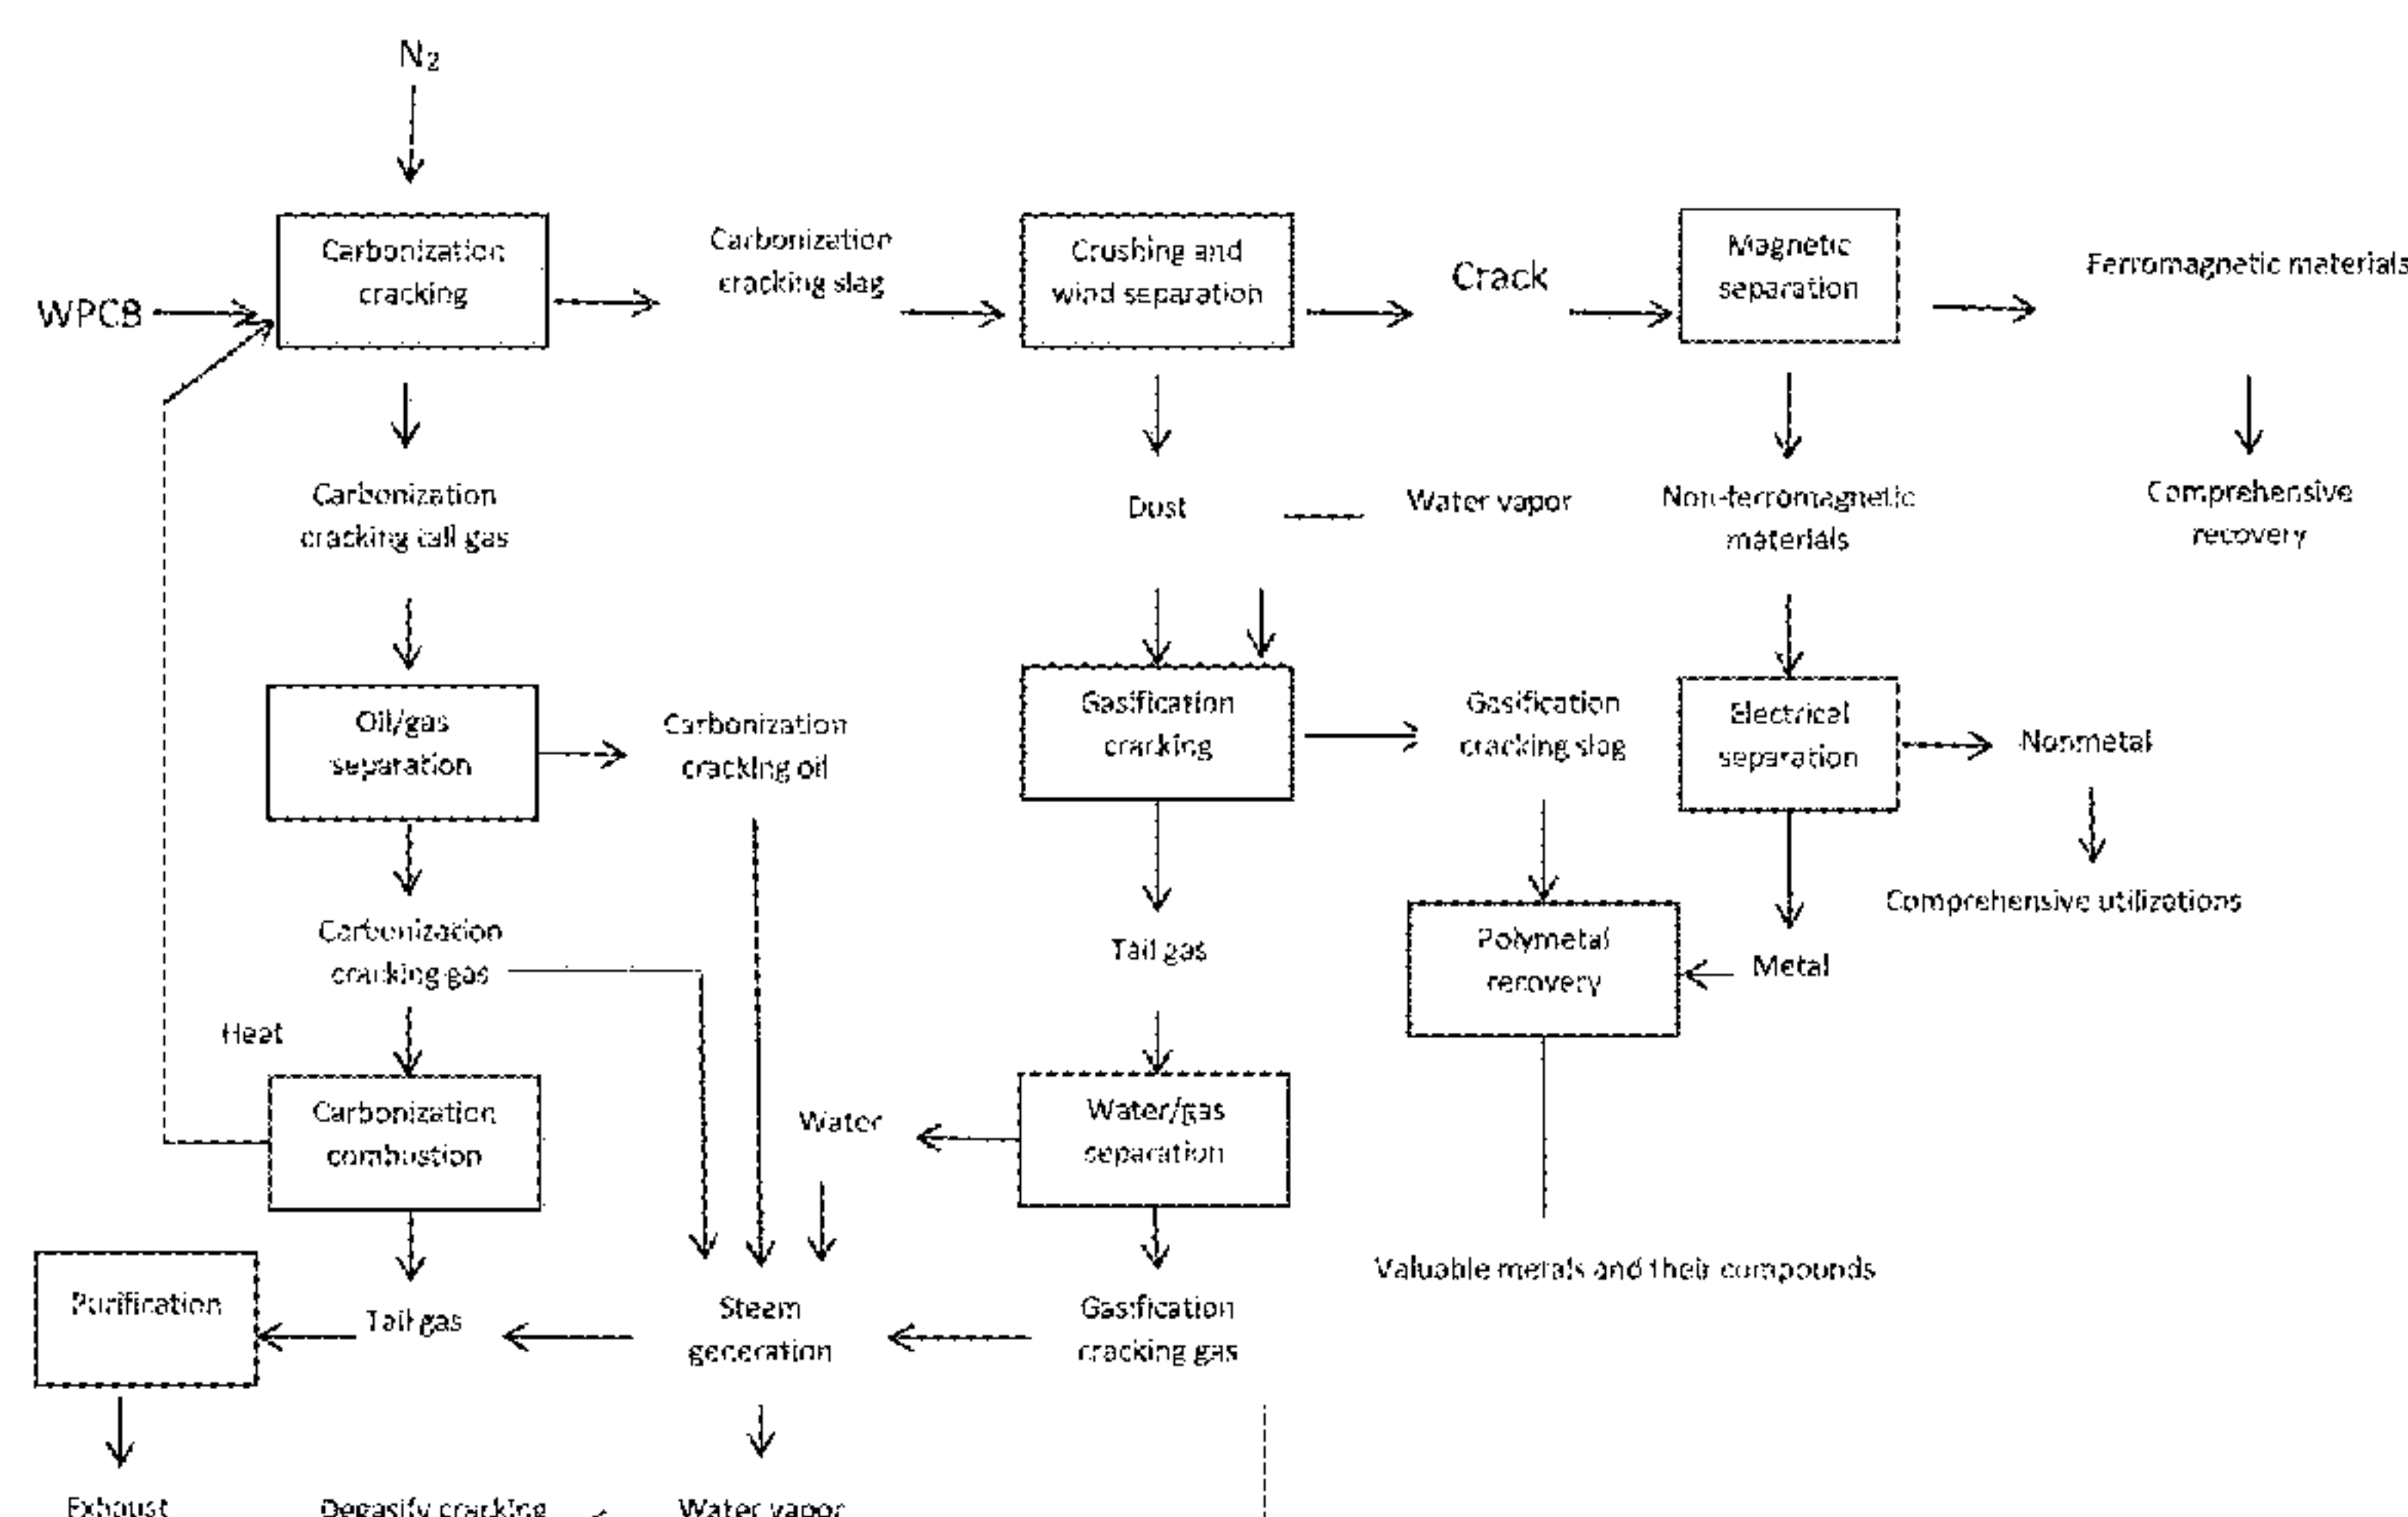 N₂
WPCB
Carbonization
cracking
Carbonization
cracking slag
Crushing and
wind separation
Crack
Magnetic
separation
Ferromagnetic materials
Carbonization
cracking tail gas
Dust
Water vapor
Non-ferromagnetic
materials
Comprehensive
recovery
Oil/gas
separation
Carbonization
cracking oil
Gasification
cracking
Gasification
cracking slag
Electrical
separation
Nonmetal
Comprehensive utilizations
Carbonization
cracking gas
Tail gas
Polymetal
recovery
Metal
Heat
Carbonization
combustion
Water
Water/gas
separation
Valuable metals and their compounds
Purification
Tail gas
Steem
generation
Gasification
cracking gas
Exhaust
Degasify cracking
Water vapor